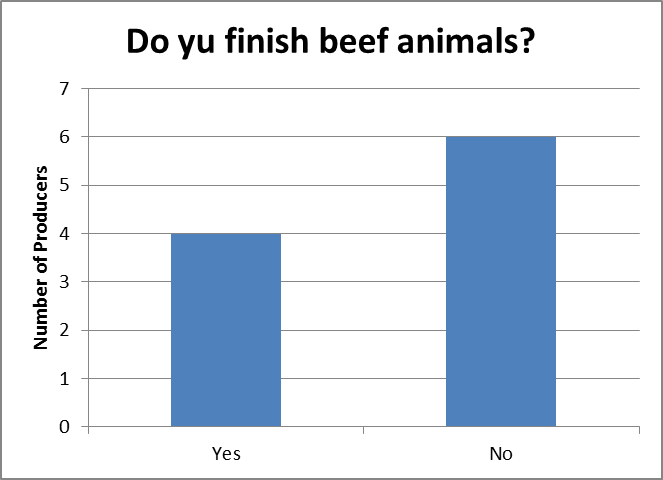 Do yu finish beef animals?
Number of Producers
7
6
5
4
3
2
1
0
Yes No